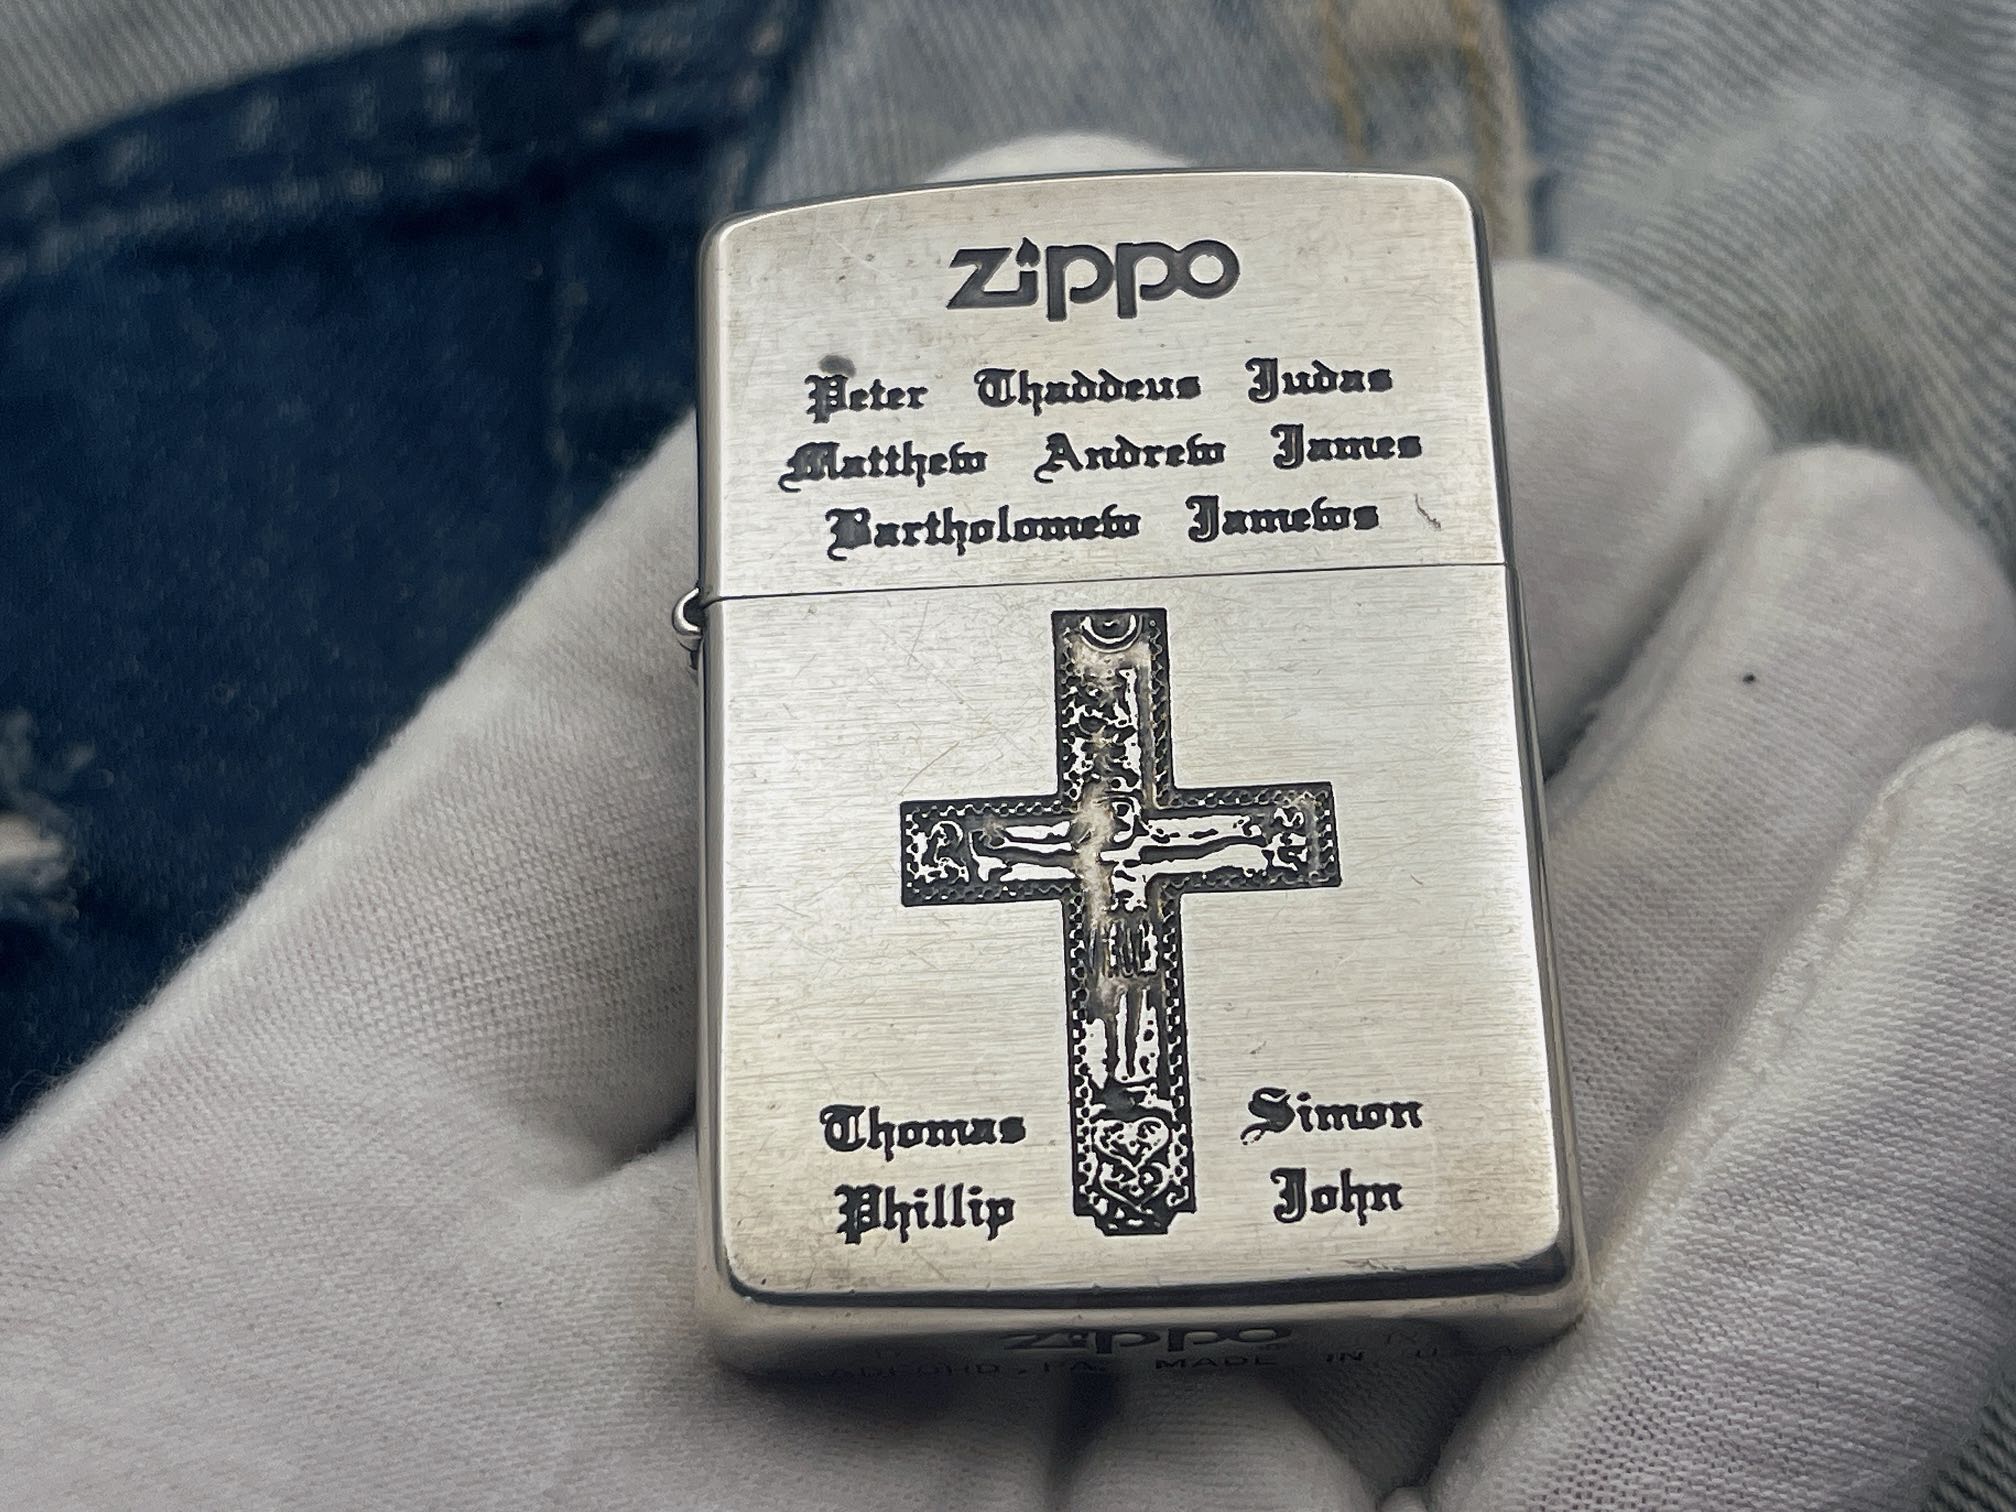 zippo
Peter Thaddeus Judas
Matthew Andrew James
Bartholomew Jamews
Thomas Simon
Phillip John
zippo
MADE IN U.S.A